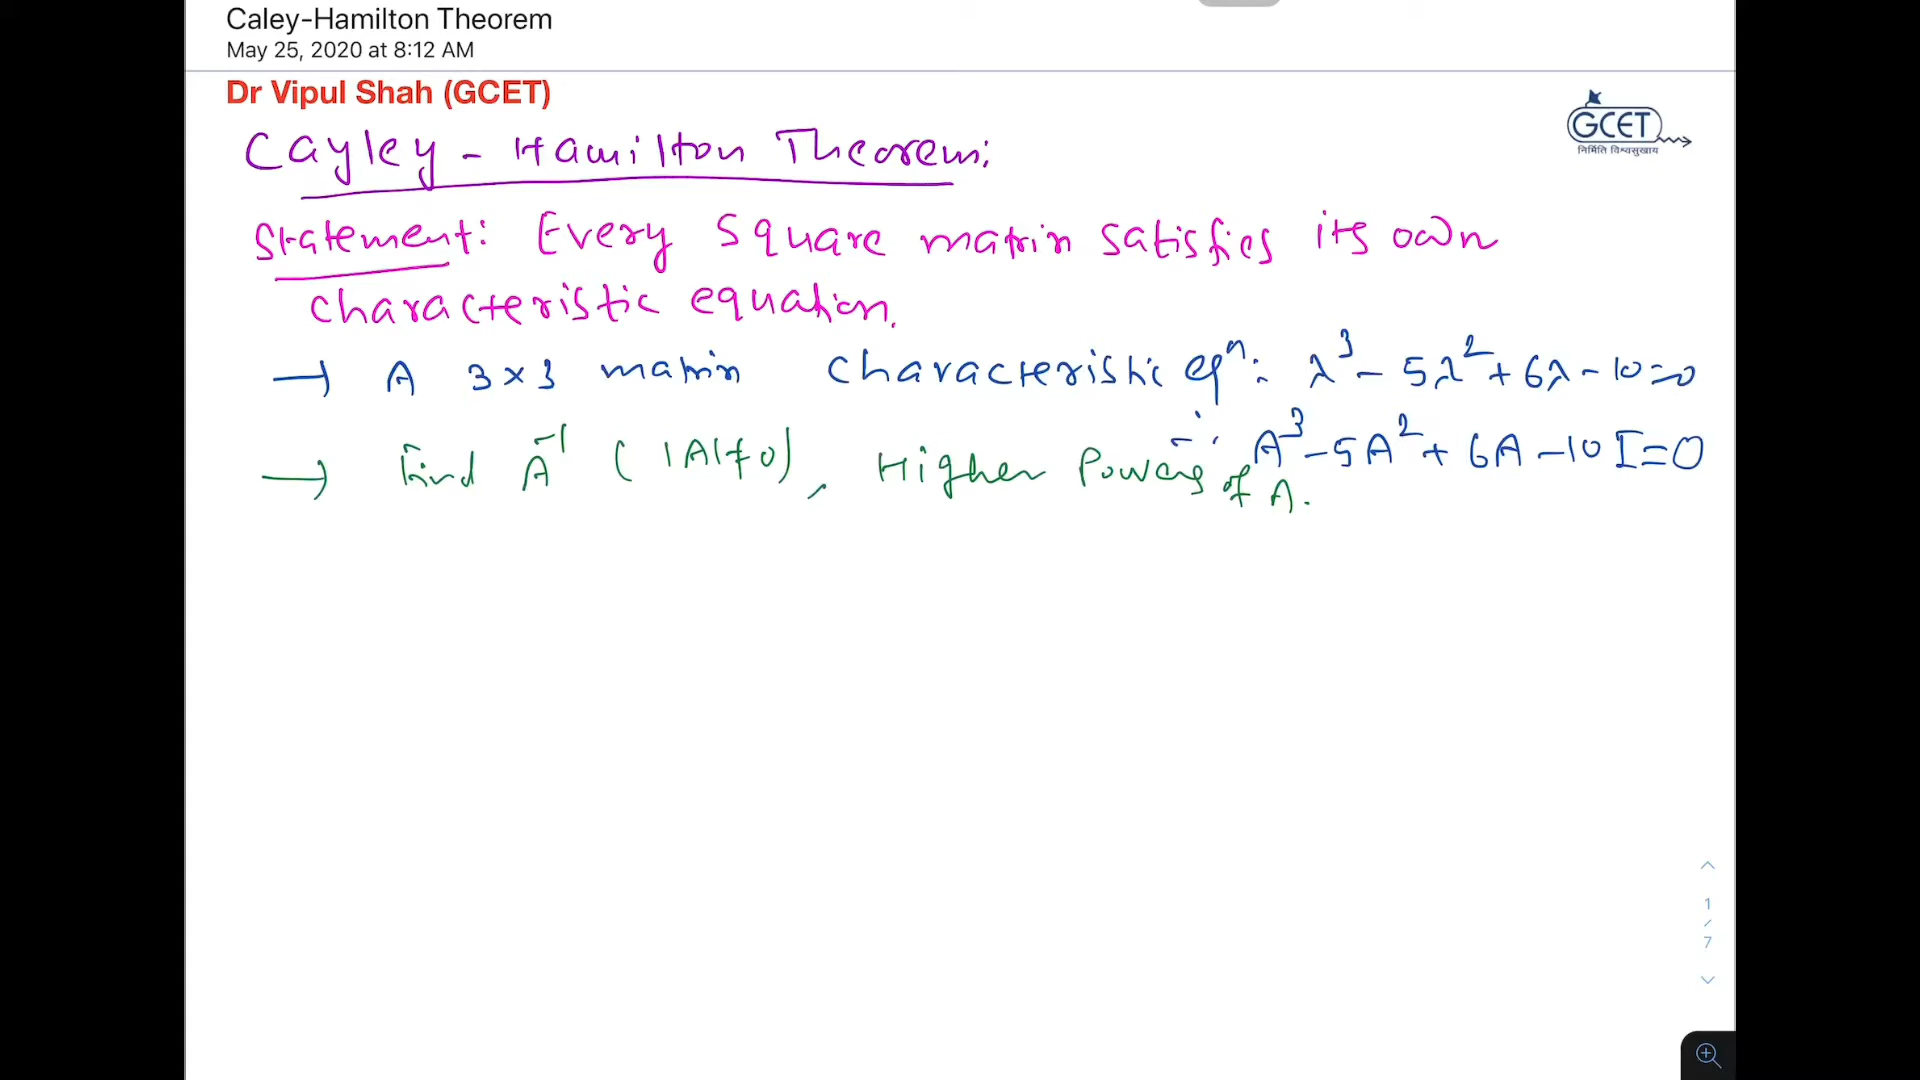 Caley-Hamilton Theorem
May 25, 2020 at 8:12 AM
Dr Vipul Shah (GCET)
GCET
निर्मिति विश्वसुखाय
Cayley - Hamilton Theorem:
Statement: Every square matrix satisfies its own
characteristic equation.
→ A 3×3 matrix characteristic eqⁿ: λ³ - 5λ² + 6λ - 10 = 0
∴ A³ - 5A² + 6A - 10 I = 0
→ Find A⁻¹ (|A| ≠ 0), Higher Powers of A.
1
/
7